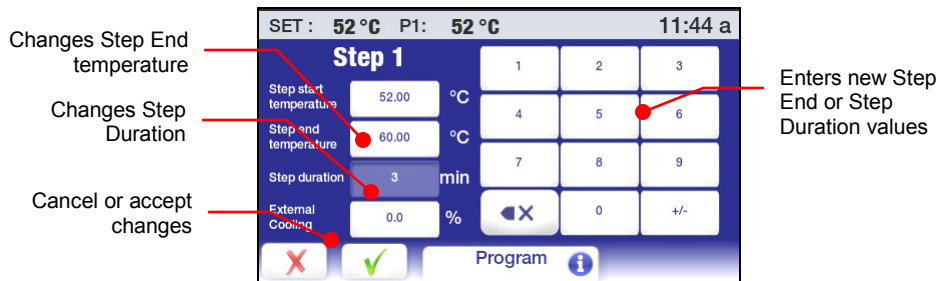 SET : 52 °C P1: 52 °C 11:44 a
Changes Step End
temperature
Changes Step
Duration
Cancel or accept
changes
Step 1
Step start
temperature 52.00 °C
Step end
temperature 60.00 °C
Step duration 3 min
External
Cooling 0.0 %
1 2 3
4 5 6
7 8 9
0 +/-
Program
Enters new Step
End or Step
Duration values